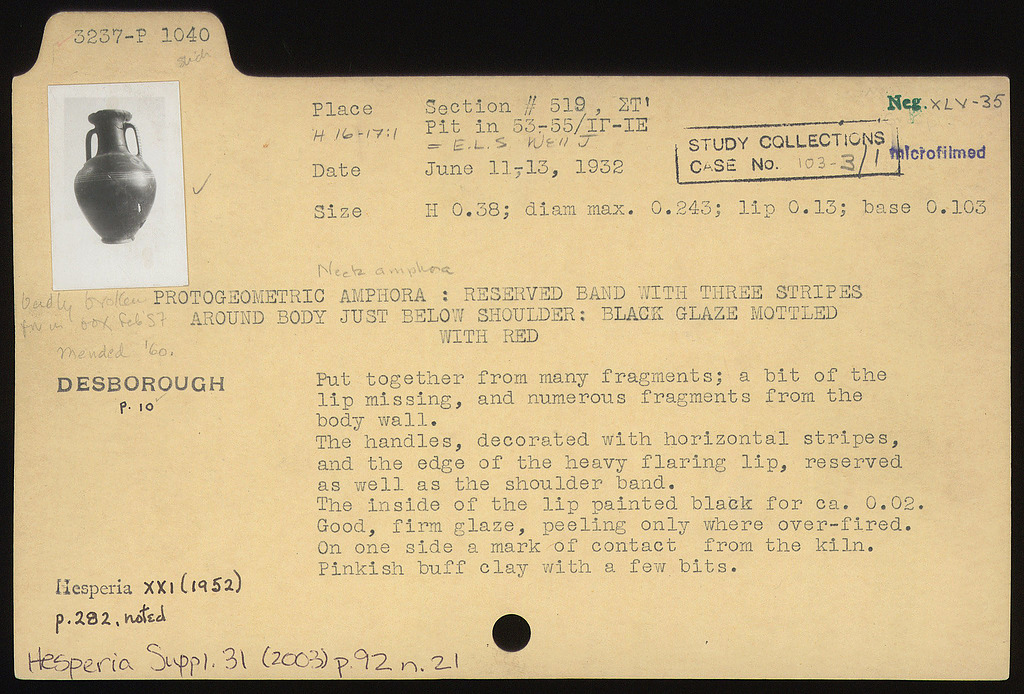 3237-P 1040
slide
Place Section # 519, ΣΤ'
H 16-17:1 Pit in 53-55/ΙΓ-ΙΕ
= E.L.S Well J
Neg. XLV-35
STUDY COLLECTIONS
CASE No. 103-3/1
microfilmed
Date June 11-13, 1932
Size H 0.38; diam max. 0.243; lip 0.13; base 0.103
Neck amphora
badly broken
box Feb 57
Mended '60.
PROTOGEOMETRIC AMPHORA : RESERVED BAND WITH THREE STRIPES
AROUND BODY JUST BELOW SHOULDER: BLACK GLAZE MOTTLED
WITH RED
DESBOROUGH
p. 10
Put together from many fragments; a bit of the
lip missing, and numerous fragments from the
body wall.
The handles, decorated with horizontal stripes,
and the edge of the heavy flaring lip, reserved
as well as the shoulder band.
The inside of the lip painted black for ca. 0.02.
Good, firm glaze, peeling only where over-fired.
On one side a mark of contact from the kiln.
Pinkish buff clay with a few bits.
Hesperia XXI (1952)
p.282, noted
Hesperia Suppl. 31 (2003) p.92 n.21